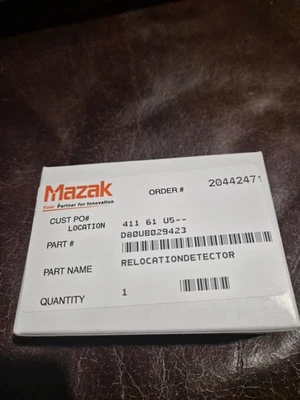 Mazak
Your Partner for Innovation
ORDER # 20442471
CUST PO#
LOCATION 411 61 U5--
PART # D80UB029423
PART NAME RELOCATIONDETECTOR
QUANTITY 1